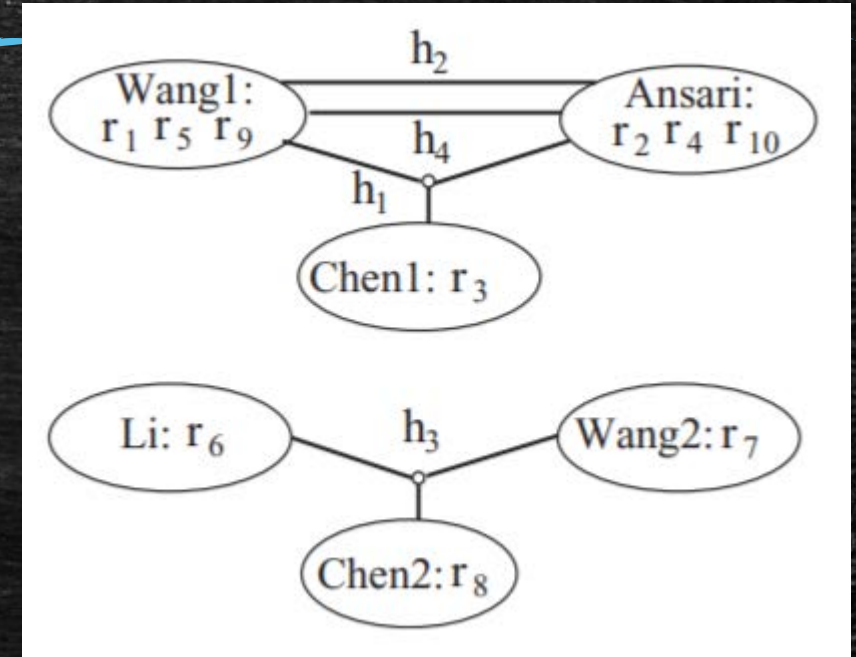 h₂
Wang1:
r₁ r₅ r₉
Ansari:
r₂ r₄ r₁₀
h₄
h₁
Chen1: r₃
Li: r₆
h₃
Wang2: r₇
Chen2: r₈